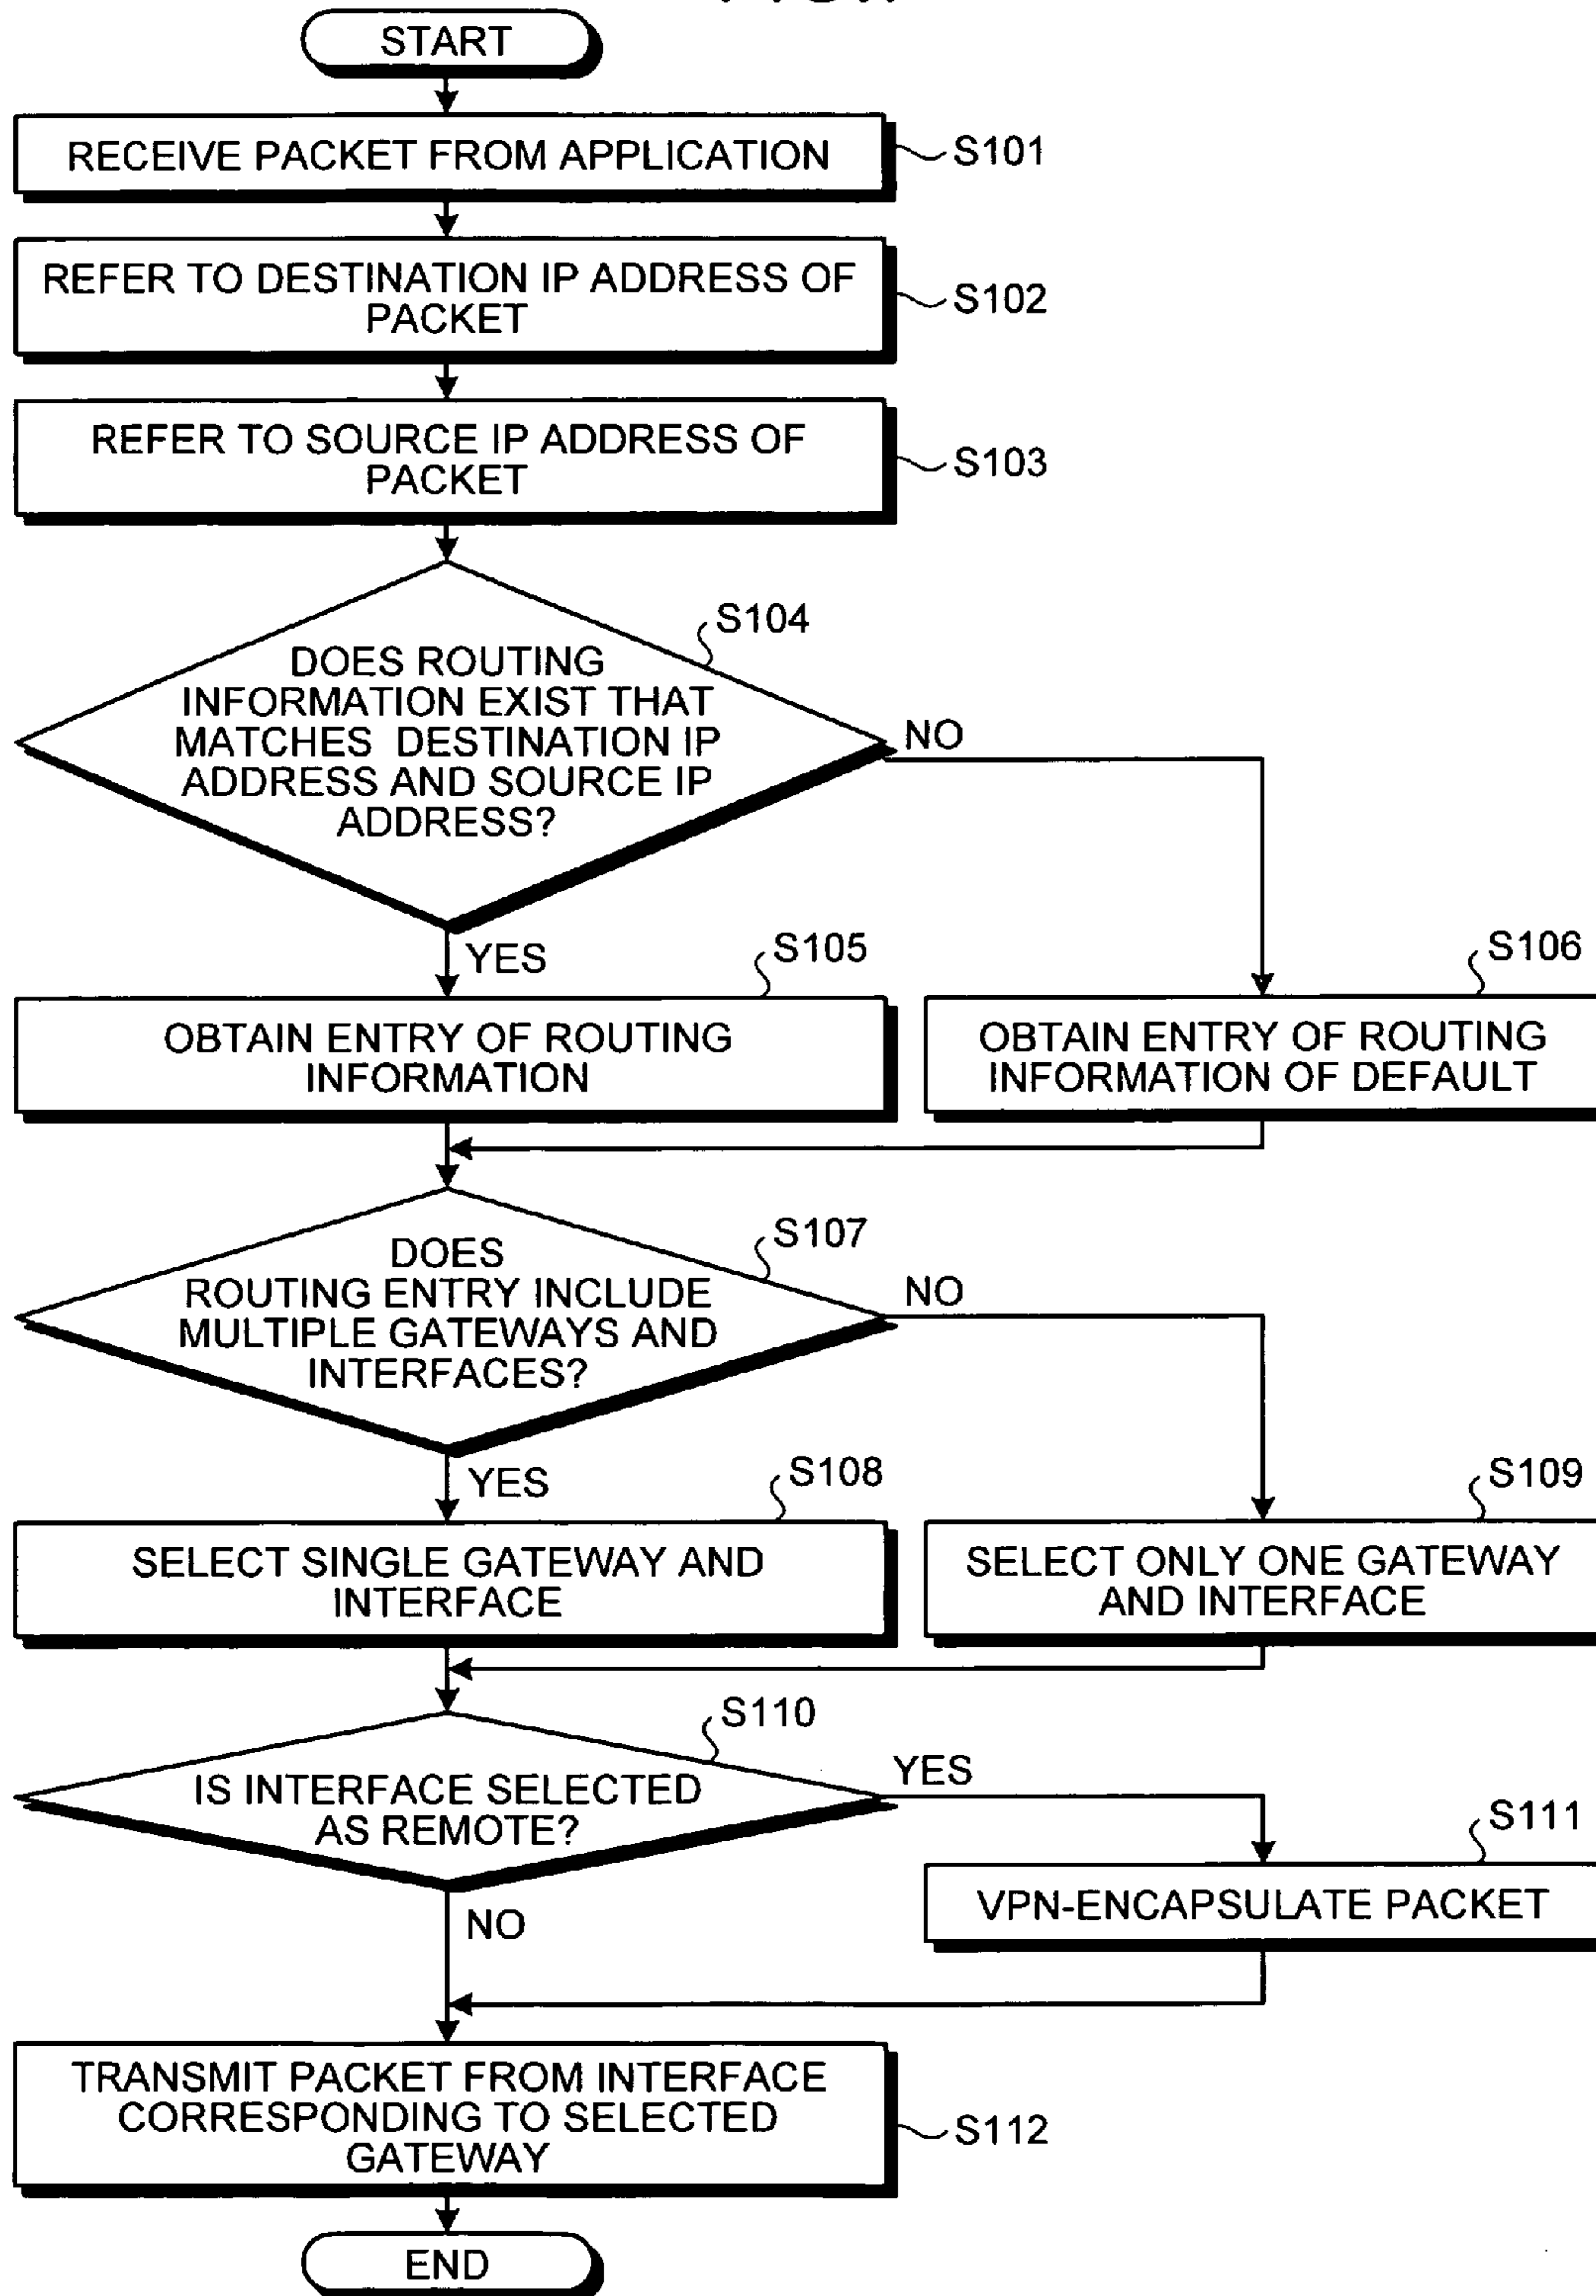 START
RECEIVE PACKET FROM APPLICATION
S101
REFER TO DESTINATION IP ADDRESS OF
PACKET
S102
REFER TO SOURCE IP ADDRESS OF
PACKET
S103
S104
DOES ROUTING
INFORMATION EXIST THAT
MATCHES DESTINATION IP
ADDRESS AND SOURCE IP
ADDRESS?
NO
YES
S105
OBTAIN ENTRY OF ROUTING
INFORMATION
S106
OBTAIN ENTRY OF ROUTING
INFORMATION OF DEFAULT
S107
DOES
ROUTING ENTRY INCLUDE
MULTIPLE GATEWAYS AND
INTERFACES?
NO
YES
S108
SELECT SINGLE GATEWAY AND
INTERFACE
S109
SELECT ONLY ONE GATEWAY
AND INTERFACE
S110
IS INTERFACE SELECTED
AS REMOTE?
YES
NO
S111
VPN-ENCAPSULATE PACKET
TRANSMIT PACKET FROM INTERFACE
CORRESPONDING TO SELECTED
GATEWAY
S112
END